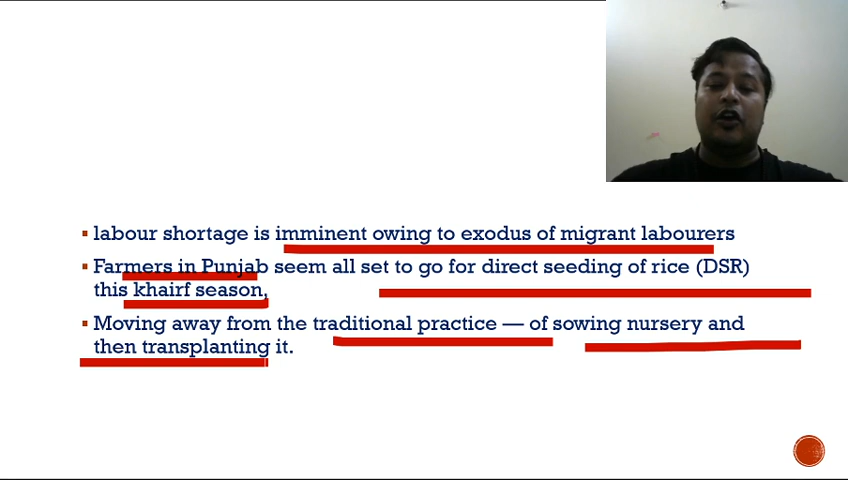 labour shortage is imminent owing to exodus of migrant labourers
Farmers in Punjab seem all set to go for direct seeding of rice (DSR)
this khairf season,
Moving away from the traditional practice — of sowing nursery and
then transplanting it.